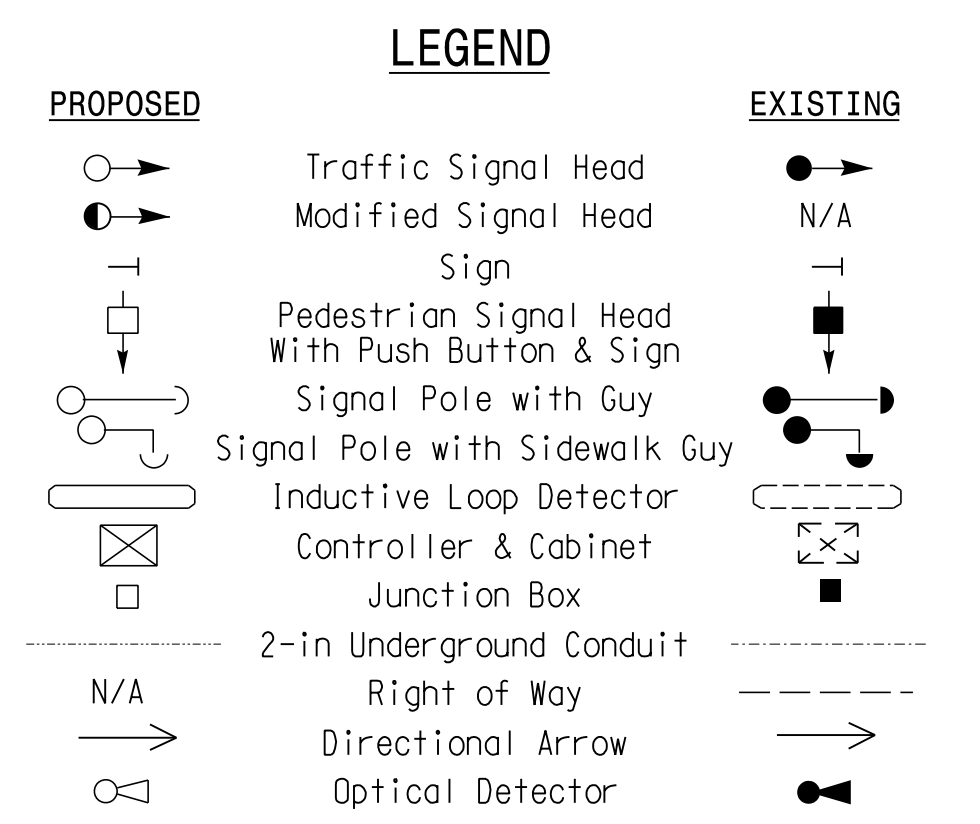 LEGEND
PROPOSED EXISTING
Traffic Signal Head
Modified Signal Head N/A
Sign
Pedestrian Signal Head
With Push Button & Sign
Signal Pole with Guy
Signal Pole with Sidewalk Guy
Inductive Loop Detector
Controller & Cabinet
Junction Box
2-in Underground Conduit
N/A Right of Way
Directional Arrow
Optical Detector